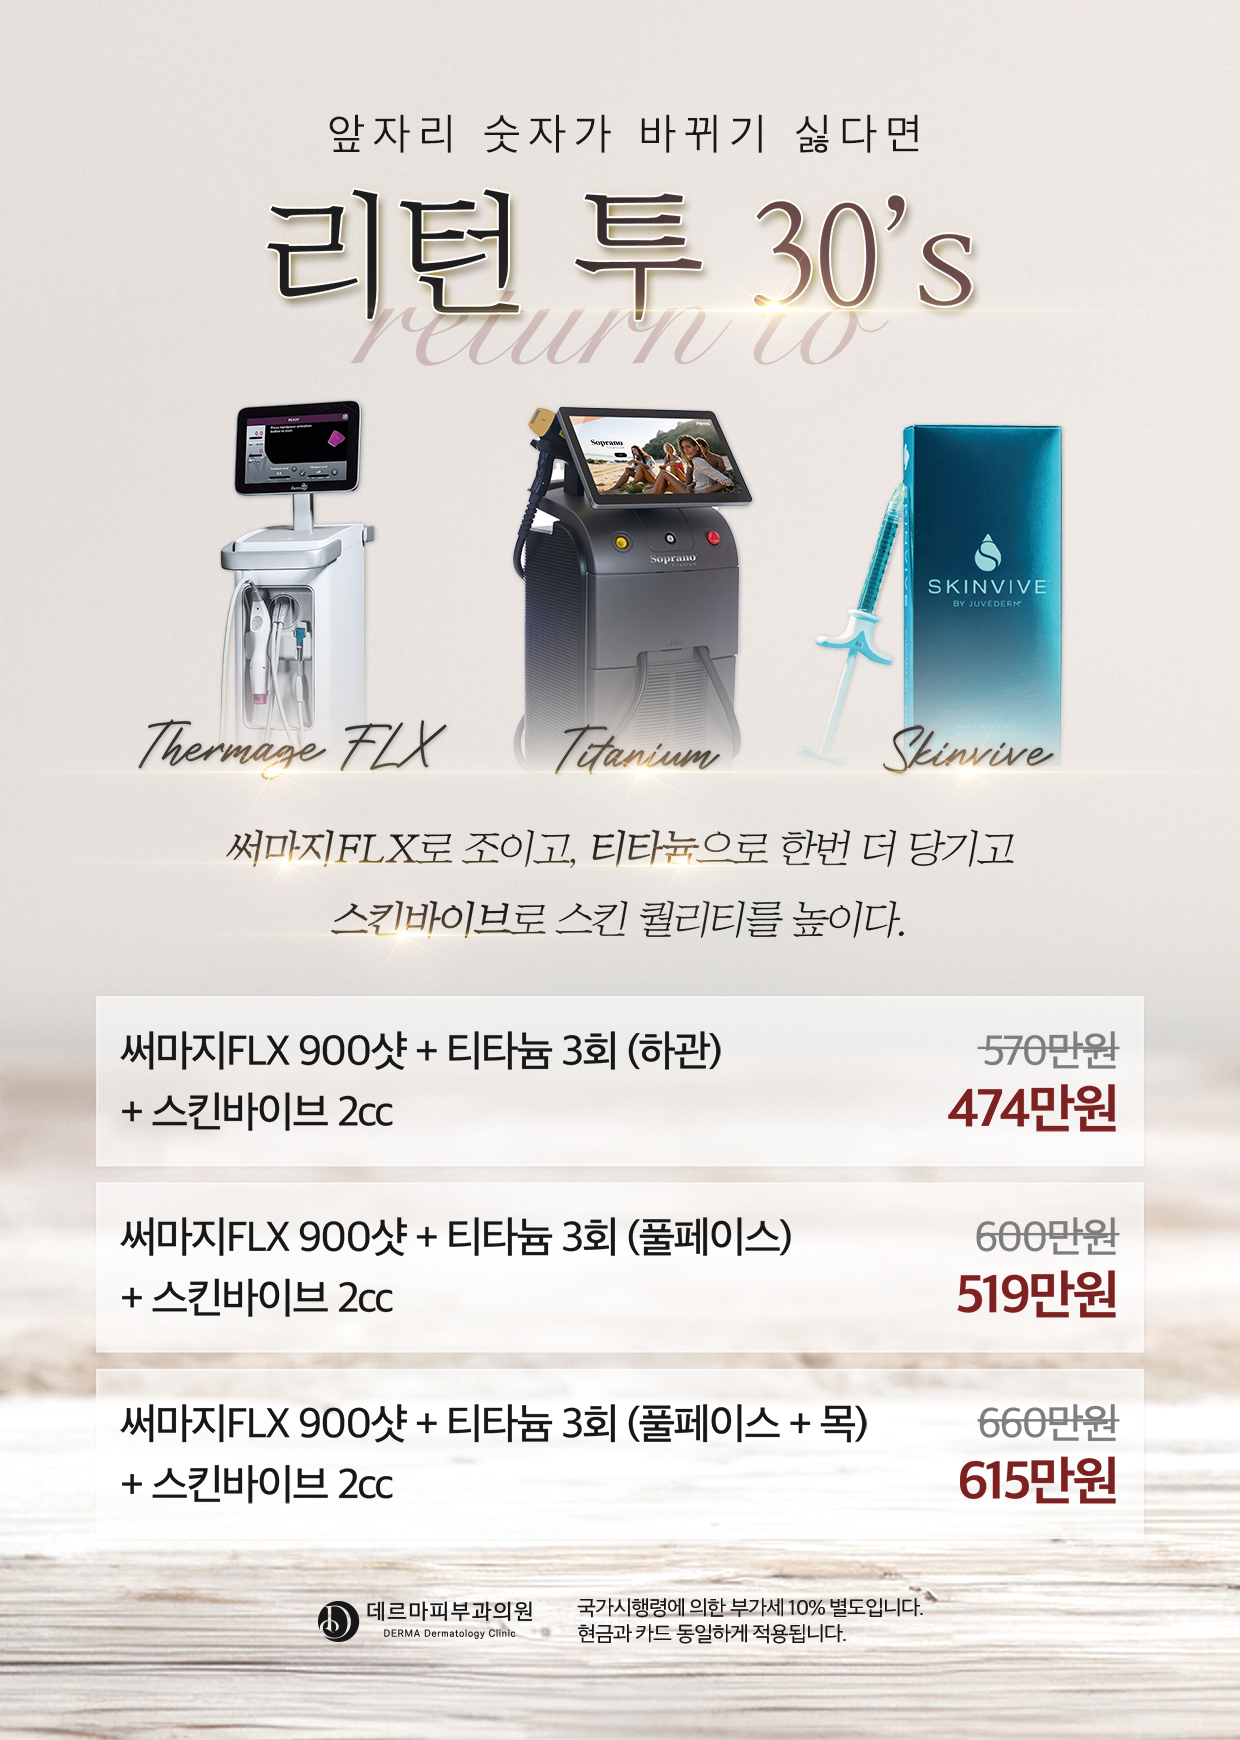 앞자리 숫자가 바뀌기 싫다면
리턴 투 30's
return to
READY
thermage
Soprano
Soprano
Titanium
SKINVIVE
BY JUVÉDERM
Thermage FLX
Titanium
Skinvive
써마지FLX로 조이고, 티타늄으로 한번 더 당기고
스킨바이브로 스킨 퀄리티를 높이다.
써마지FLX 900샷 + 티타늄 3회 (하관)
+ 스킨바이브 2cc
570만원
474만원
써마지FLX 900샷 + 티타늄 3회 (풀페이스)
+ 스킨바이브 2cc
600만원
519만원
써마지FLX 900샷 + 티타늄 3회 (풀페이스 + 목)
+ 스킨바이브 2cc
660만원
615만원
데르마피부과의원
DERMA Dermatology Clinic
국가시행령에 의한 부가세 10% 별도입니다.
현금과 카드 동일하게 적용됩니다.